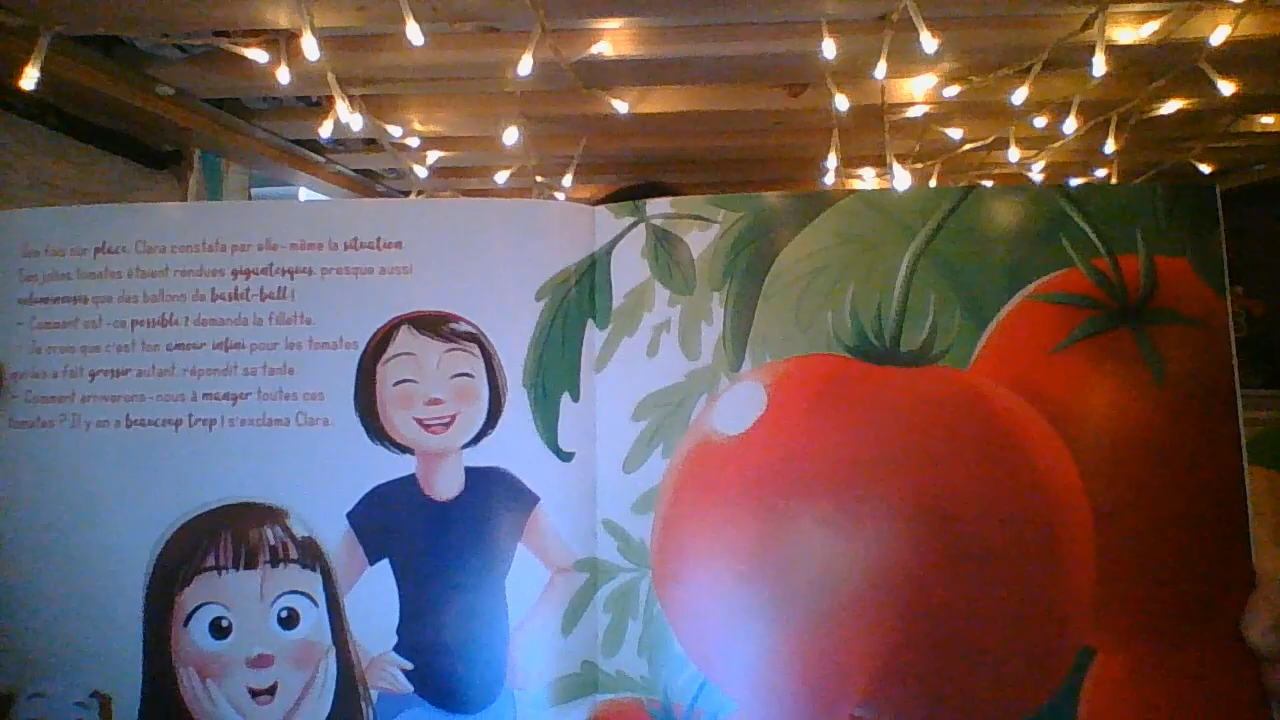 Une fois sur place, Clara constata par elle-même la situation.
Ses jolies tomates étaient rendues gigantesques, presque aussi
volumineuses que des ballons de basket-ball !
– Comment est-ce possible ? demanda la fillette.
– Je crois que c'est ton amour infini pour les tomates
qui les a fait grossir autant, répondit sa tante.
– Comment arriverons-nous à manger toutes ces
tomates ? Il y en a beaucoup trop ! s'exclama Clara.